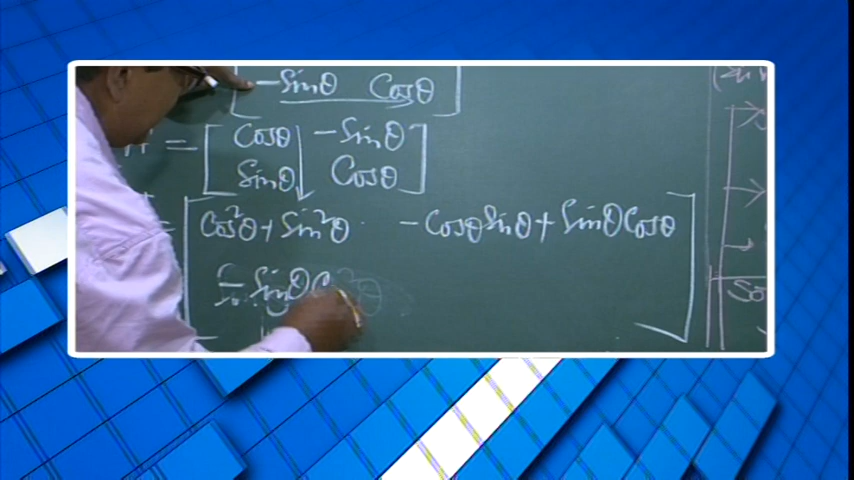 -Sinθ Cosθ
= Cosθ -Sinθ
Sinθ Cosθ
= Cos²θ + Sin²θ -CosθSinθ + SinθCosθ
-SinθC